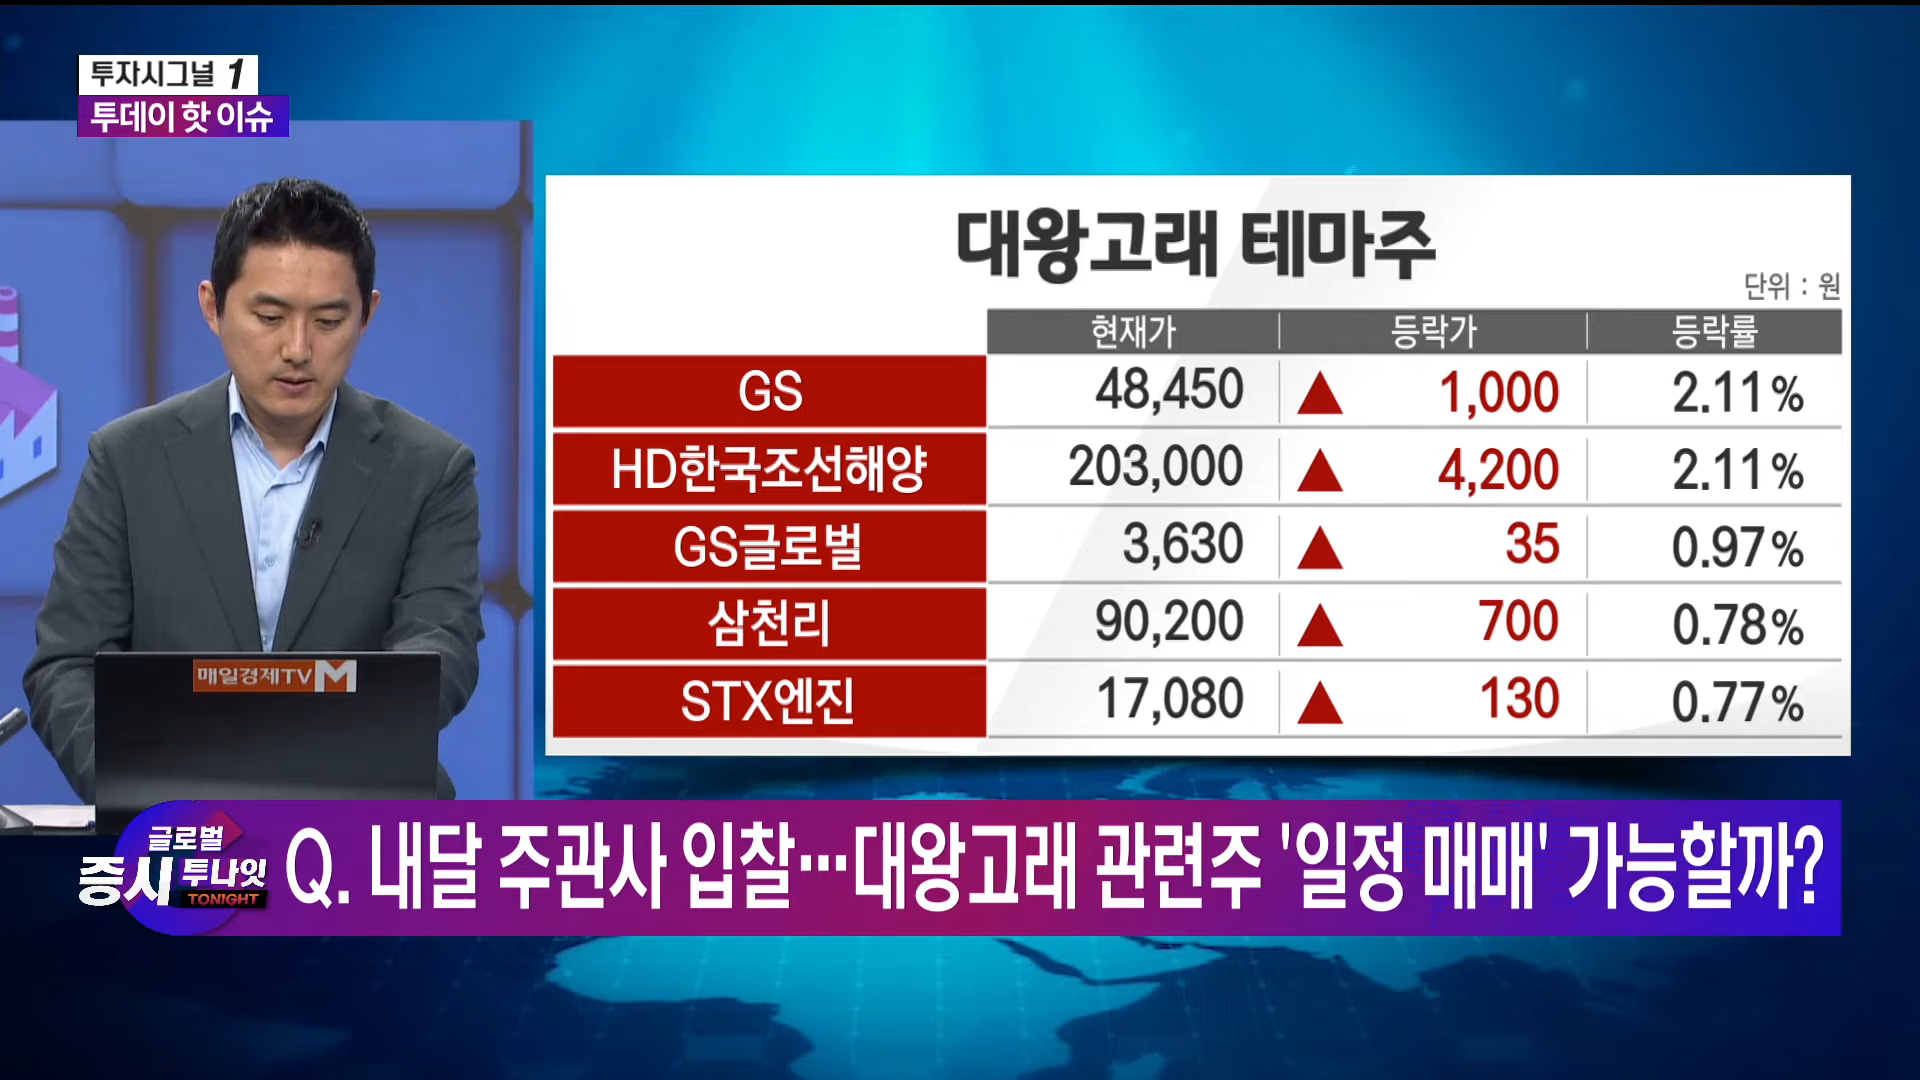 투자시그널 1
투데이 핫 이슈
대왕고래 테마주
단위 : 원
현재가 등락가 등락률
GS 48,450 ▲ 1,000 2.11%
HD한국조선해양 203,000 ▲ 4,200 2.11%
GS글로벌 3,630 ▲ 35 0.97%
삼천리 90,200 ▲ 700 0.78%
STX엔진 17,080 ▲ 130 0.77%
매일경제TV M
글로벌
증시 투나잇
TONIGHT
Q. 내달 주관사 입찰…대왕고래 관련주 '일정 매매' 가능할까?